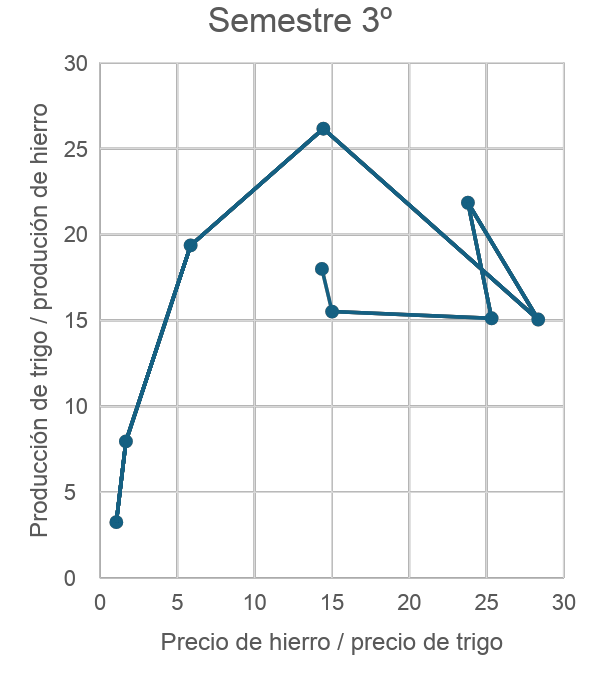 Semestre 3º
Producción de trigo / produción de hierro
30
25
20
15
10
5
0
0 5 10 15 20 25 30
Precio de hierro / precio de trigo